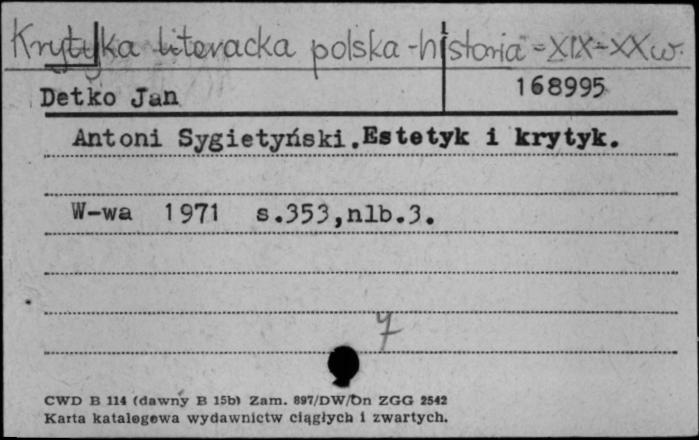 Krytyka literacka polska - historia - XIX-XX w.
Detko Jan 168995
Antoni Sygietyński. Estetyk i krytyk.
W-wa 1971 s.353,nlb.3.
7
CWD B 114 (dawny B 15b) Zam. 897/DW/Dn ZGG 2542
Karta katalogowa wydawnictw ciągłych i zwartych.